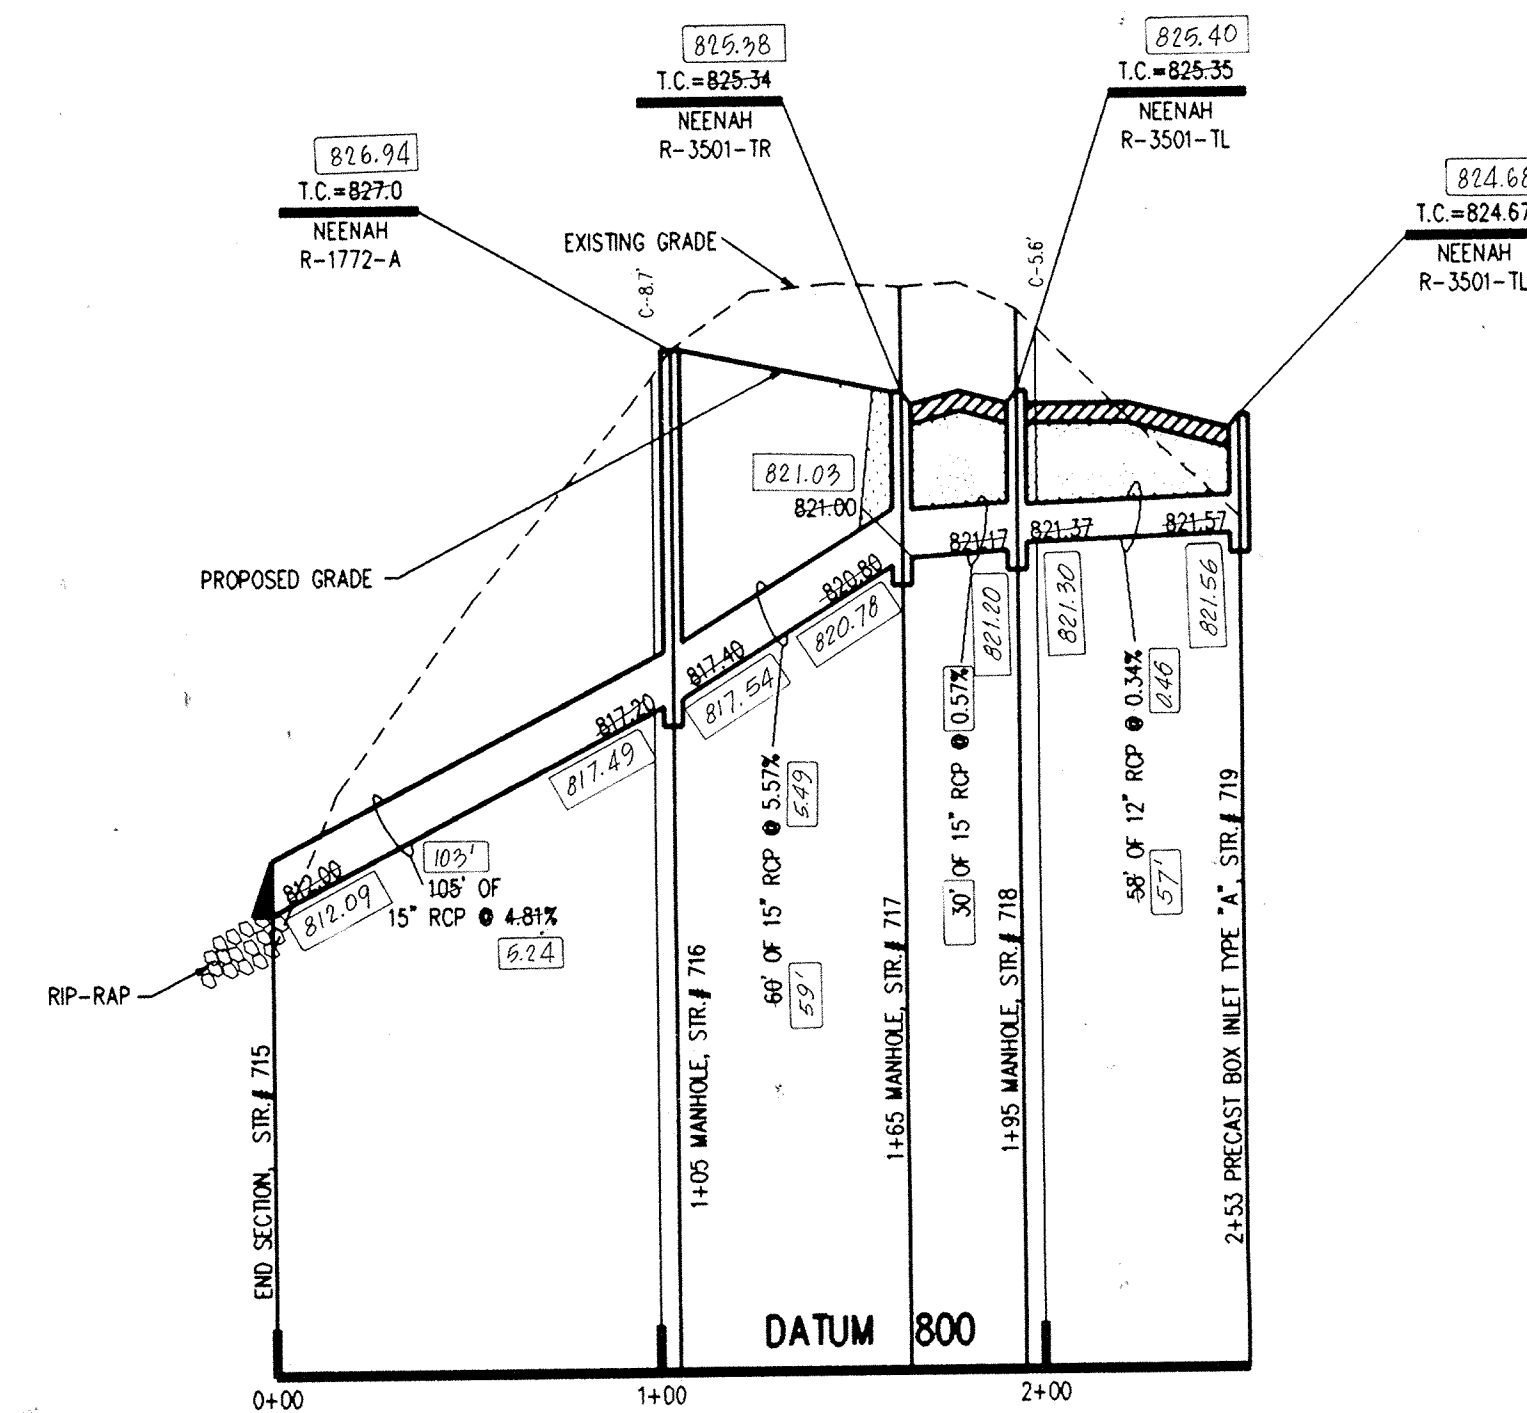 825.38
T.C.=825.34
NEENAH
R-3501-TR
825.40
T.C.=825.35
NEENAH
R-3501-TL
826.94
T.C.=827.0
NEENAH
R-1772-A
824.68
T.C.=824.67
NEENAH
R-3501-TL
EXISTING GRADE
C-8.7'
C-5.6'
PROPOSED GRADE
821.03
821.00
821.17
821.37
821.57
821.20
821.30
821.56
820.80
820.78
817.40
817.54
817.20
817.49
812.00
812.09
103'
105' OF
15" RCP @ 4.81%
5.24
60' OF 15" RCP @ 5.57%
59'
5.49
30' OF 15" RCP @ 0.57%
58' OF 12" RCP @ 0.34%
57'
0.46
RIP-RAP
END SECTION, STR.# 715
1+05 MANHOLE, STR.# 716
1+65 MANHOLE, STR.# 717
1+95 MANHOLE, STR.# 718
2+53 PRECAST BOX INLET TYPE "A", STR.# 719
DATUM 800
0+00
1+00
2+00